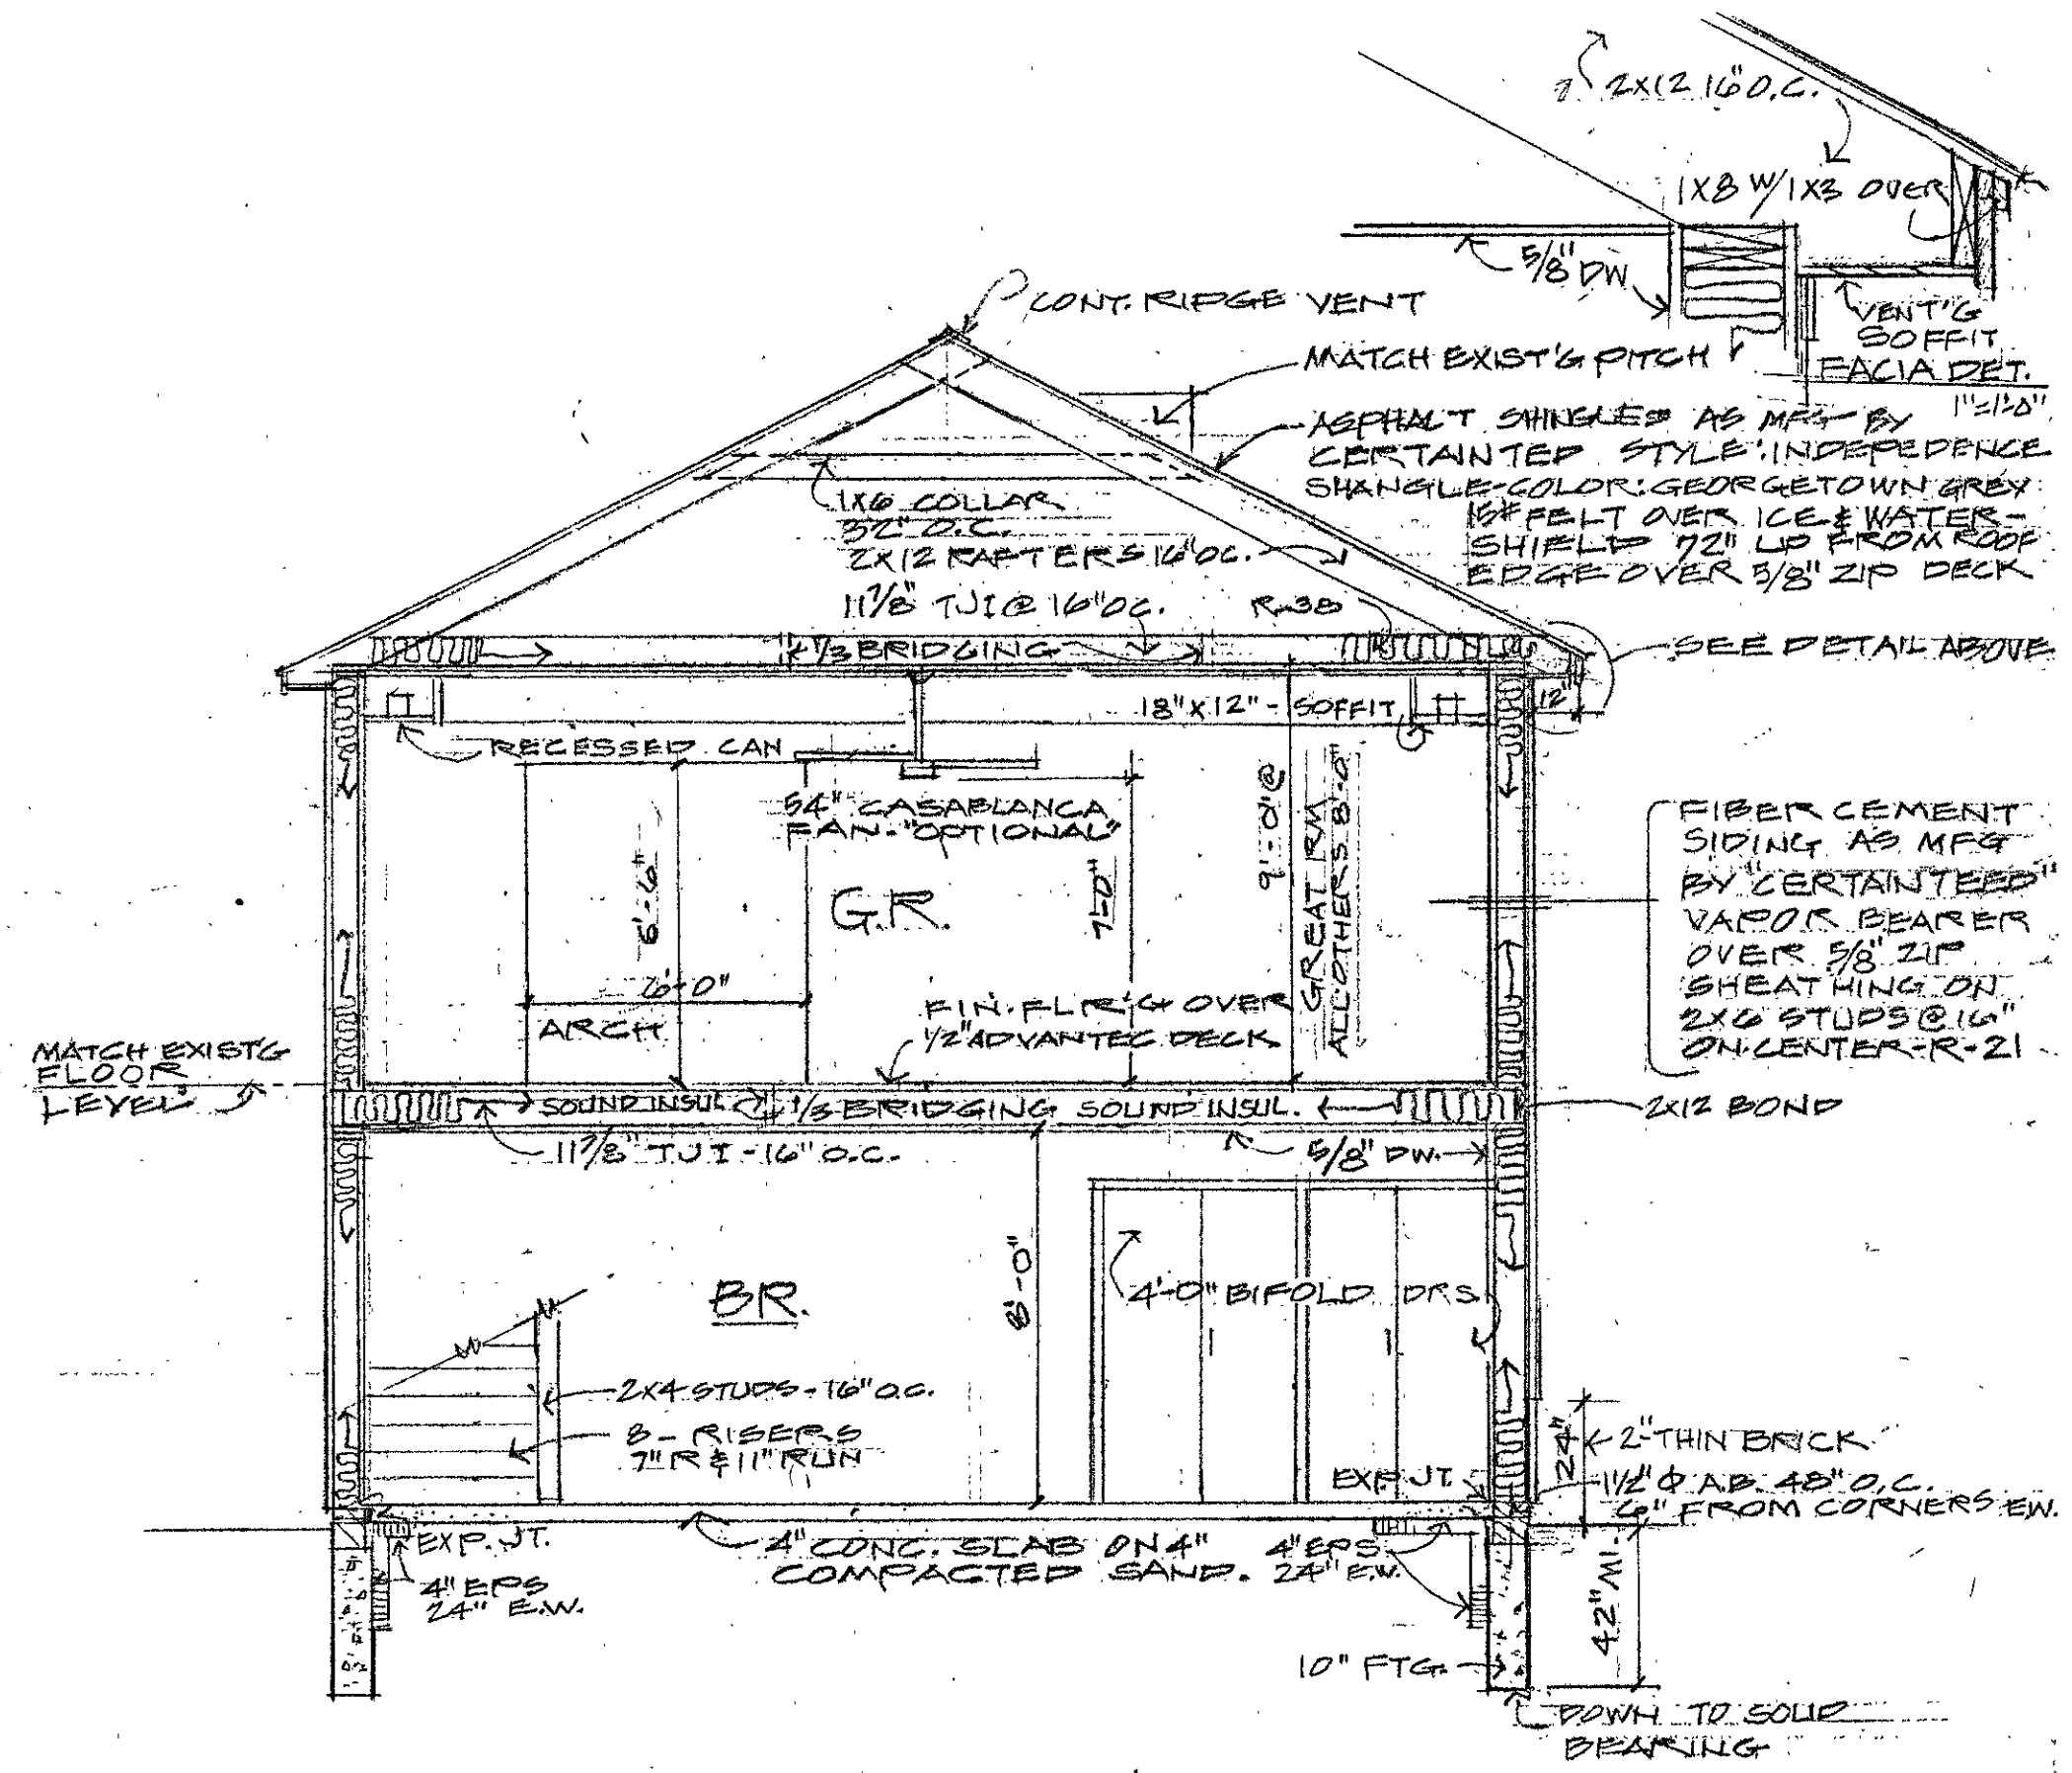 2X12 16" O.C.
1X8 W/1X3 OVER
5/8" DW
VENT'G
SOFFIT
FACIA DET.
1"=1'-0"
CONT. RIDGE VENT
MATCH EXIST'G PITCH
ASPHALT SHINGLES AS MFG BY
CERTAINTED STYLE: INDEPEDENCE
SHANGLE-COLOR: GEORGETOWN GREY
15# FELT OVER ICE & WATER-
SHIELD 72" UP FROM ROOF
EDGE OVER 5/8" ZIP DECK
1X6 COLLAR
32" O.C.
2X12 RAFTERS 16" OC.
11 7/8" TJI @ 16" OC.
R-38
1/3 BRIDGING
SEE DETAIL ABOVE
18" X 12" - SOFFIT
12"
RECESSED CAN
54" CASABLANCA
FAN-"OPTIONAL"
6'-6"
G.R.
7'-0"
9'-0" @
GREAT RM
ALL OTHERS 8'-0"
6'-0"
ARCH
FIN. FLR'G OVER
1/2" ADVANTEC DECK
FIBER CEMENT
SIDING AS MFG
BY "CERTAINTEED"
VAPOR BEARER
OVER 5/8" ZIP
SHEATHING ON
2X6 STUDS @ 16"
ON-CENTER-R-21
MATCH EXIST'G
FLOOR
LEVEL
SOUND INSUL
1/3 BRIDGING SOUND INSUL.
2X12 BOND
11 7/8" TJI - 16" O.C.
5/8" DW.
8'-0"
BR.
4'-0" BIFOLD DRS.
2X4 STUDS - 16" O.C.
8 - RISERS
7" R & 11" RUN
24"
2" THIN BRICK
EXP. JT.
1 1/2" Φ A.B. 48" O.C.
6" FROM CORNERS E.W.
EXP. JT.
4" CONC. SLAB ON 4"
COMPACTED SAND.
4" EPS
24" E.W.
4" EPS
24" E.W.
42" MI.
10" FTG.
DOWN TO SOLID
BEARING